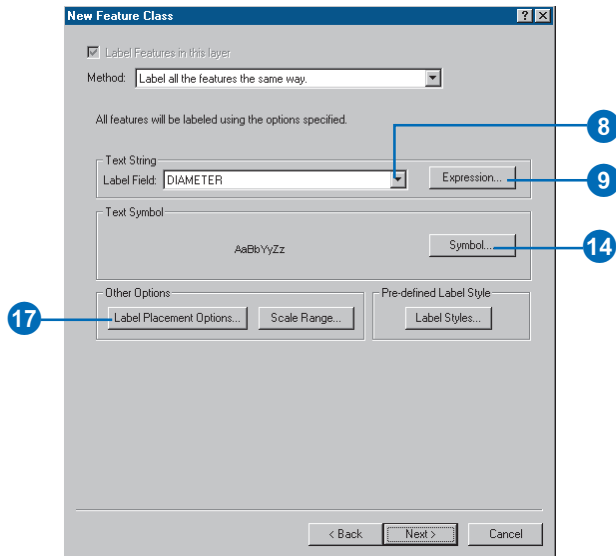 New Feature Class
Label Features in this layer
Method: Label all the features the same way.
All features will be labeled using the options specified.
8
Text String
Label Field: DIAMETER
Expression...
9
Text Symbol
AaBbYyZz
Symbol...
14
Other Options
Pre-defined Label Style
17
Label Placement Options...
Scale Range...
Label Styles...
< Back
Next >
Cancel